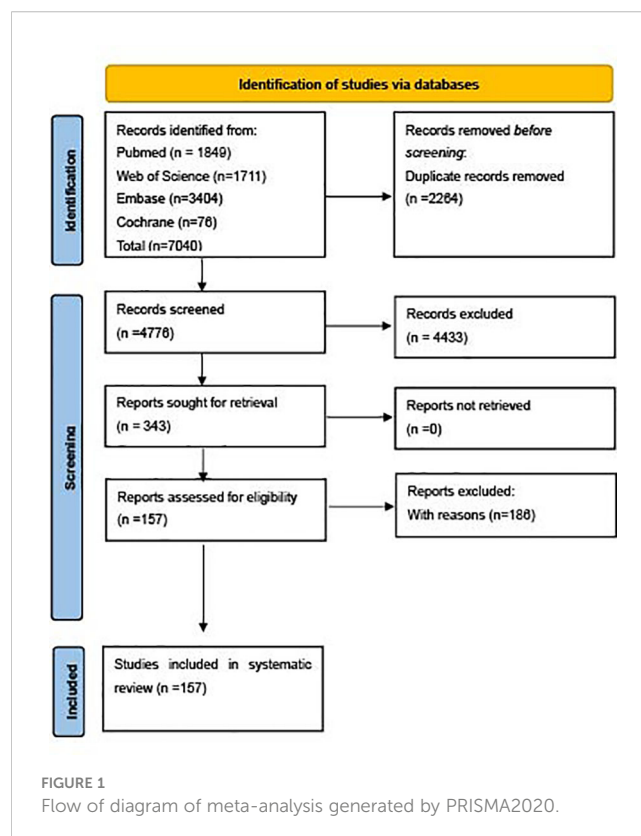 Identification of studies via databases
Identification
Records identified from:
Pubmed (n = 1849)
Web of Science (n=1711)
Embase (n=3404)
Cochrane (n=76)
Total (n=7040)
Records removed before
screening:
Duplicate records removed
(n =2264)
Screening
Records screened
(n =4776)
Records excluded
(n = 4433)
Reports sought for retrieval
(n = 343)
Reports not retrieved
(n =0)
Reports assessed for eligibility
(n =157)
Reports excluded:
With reasons (n=186)
Included
Studies included in systematic
review (n =157)
FIGURE 1
Flow of diagram of meta-analysis generated by PRISMA2020.